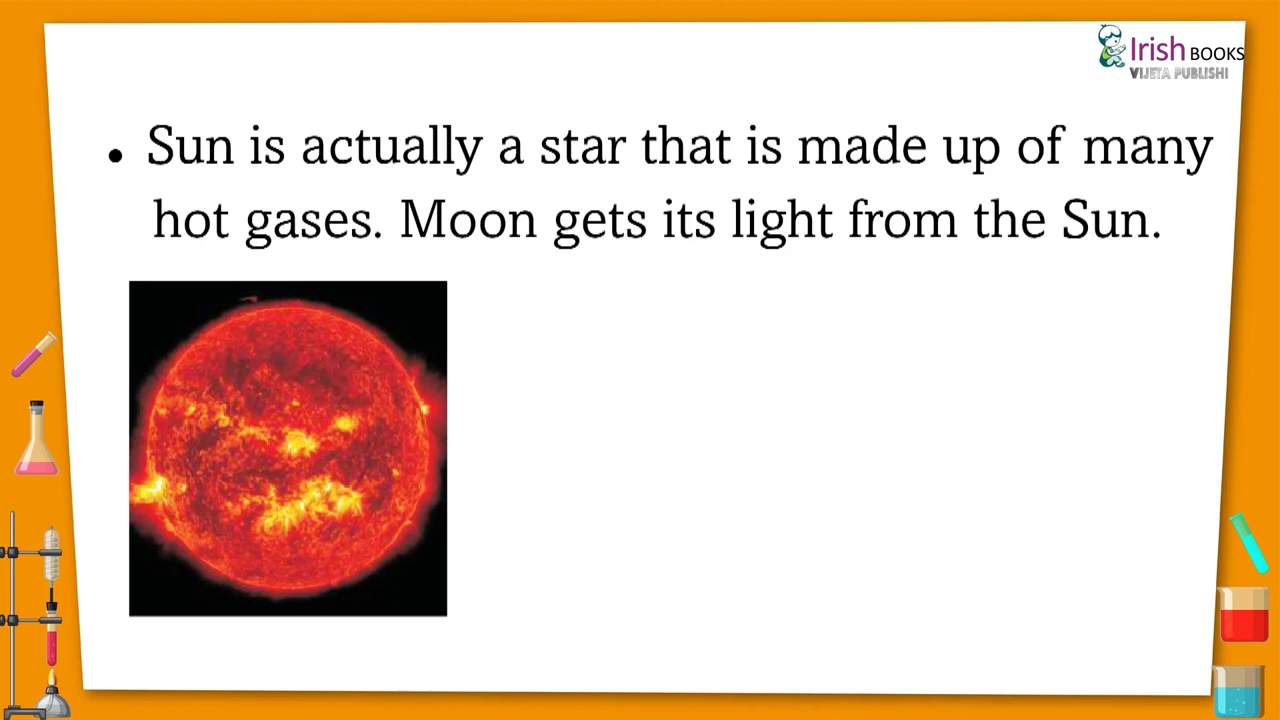 Irish BOOKS
VIJETA PUBLISHI
• Sun is actually a star that is made up of many
hot gases. Moon gets its light from the Sun.